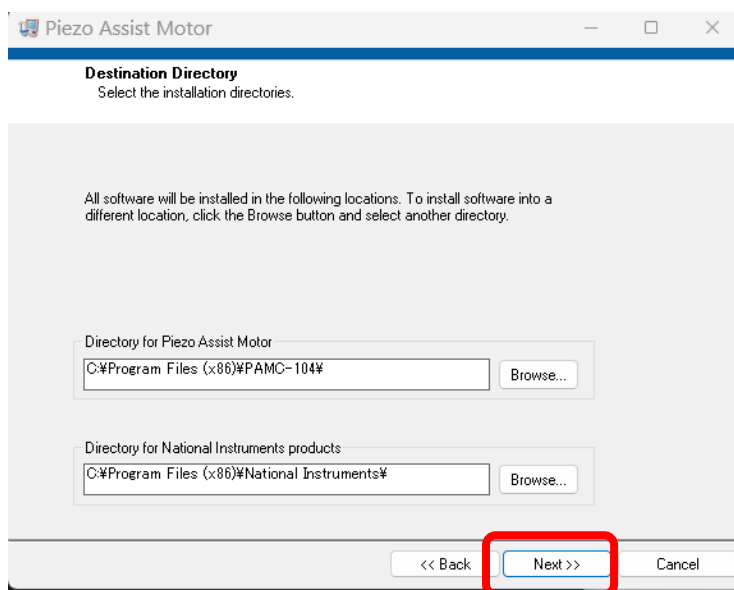 Piezo Assist Motor
Destination Directory
Select the installation directories.
All software will be installed in the following locations. To install software into a
different location, click the Browse button and select another directory.
Directory for Piezo Assist Motor
C:¥Program Files (x86)¥PAMC-104¥
Browse...
Directory for National Instruments products
C:¥Program Files (x86)¥National Instruments¥
Browse...
<< Back
Next >>
Cancel